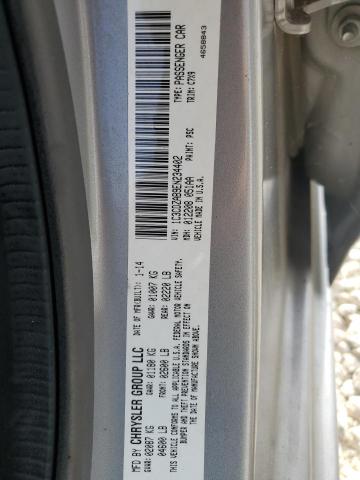 MFD BY CHRYSLER GROUP LLC
DATE OF MFR/BUILT: 1-14
GVWR: 02087 KG
04600 LB
GAWR: 01180 KG
FRONT: 02600 LB
GAWR: 01007 KG
REAR: 02220 LB
THIS VEHICLE CONFORMS TO ALL APPLICABLE U.S.A. FEDERAL MOTOR VEHICLE SAFETY,
BUMPER AND THEFT PREVENTION STANDARDS IN EFFECT ON THE
DATE OF MANUFACTURE SHOWN ABOVE.
VIN: 1C3CDZAB9EN234402
TYPE: PASSENGER CAR
MDH: 012208 051AA
PAINT: PSC
TRIM: C7X9
VEHICLE MADE IN U.S.A.
4658843